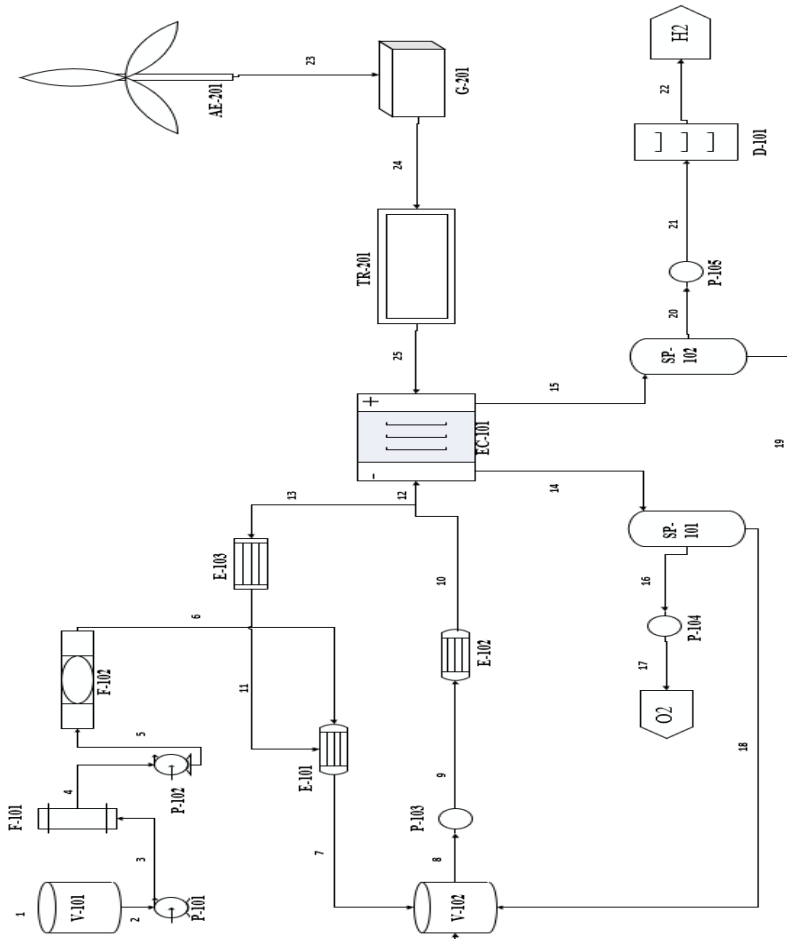 1
F-101
V-101
2
3
4
5
F-102
P-101
P-102
6
E-103
11
13
E-101
7
AE-201
23
TR-201
24
G-201
25
12
-
+
EC-101
V-102
8
P-103
9
E-102
10
14
15
O2
17
P-104
16
SP-
101
18
19
SP-
102
20
P-105
21
D-101
22
H2